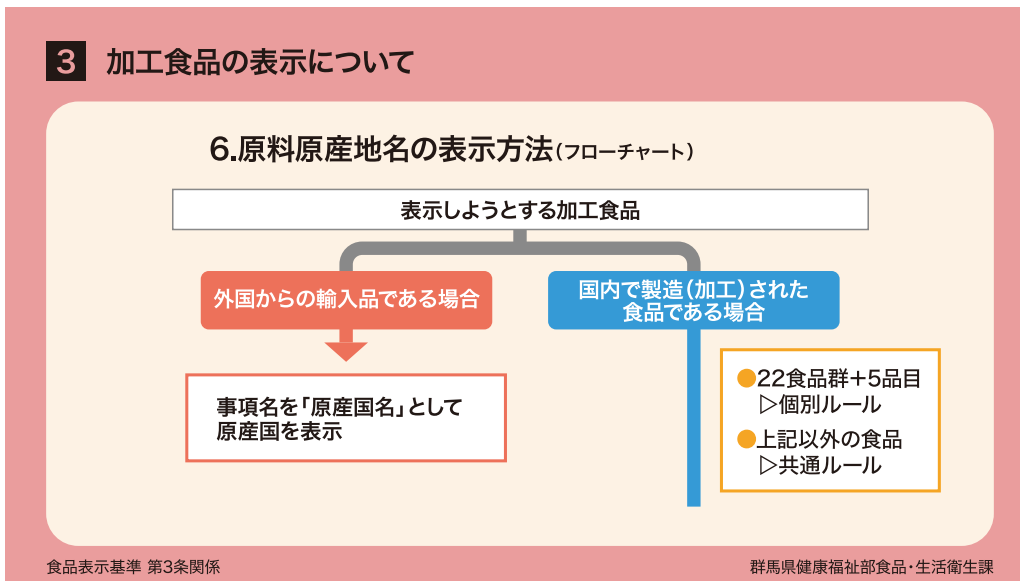 3 加工食品の表示について
6.原料原産地名の表示方法(フローチャート)
表示しようとする加工食品
外国からの輸入品である場合
国内で製造(加工)された
食品である場合
事項名を「原産国名」として
原産国を表示
●22食品群+5品目
▷個別ルール
●上記以外の食品
▷共通ルール
食品表示基準 第3条関係
群馬県健康福祉部食品・生活衛生課